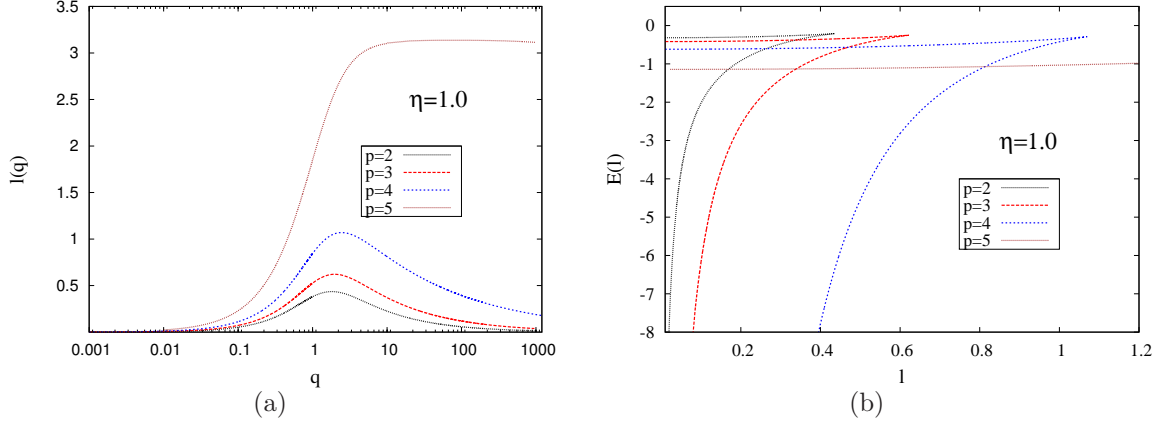 3.5
3
2.5
2
1.5
1
0.5
l(q)
η=1.0
p=2
p=3
p=4
p=5
0.001 0.01 0.1 1 10 100 1000
q
(a)
0
-1
-2
-3
-4
-5
-6
-7
-8
E(l)
η=1.0
p=2
p=3
p=4
p=5
0.2 0.4 0.6 0.8 1 1.2
l
(b)